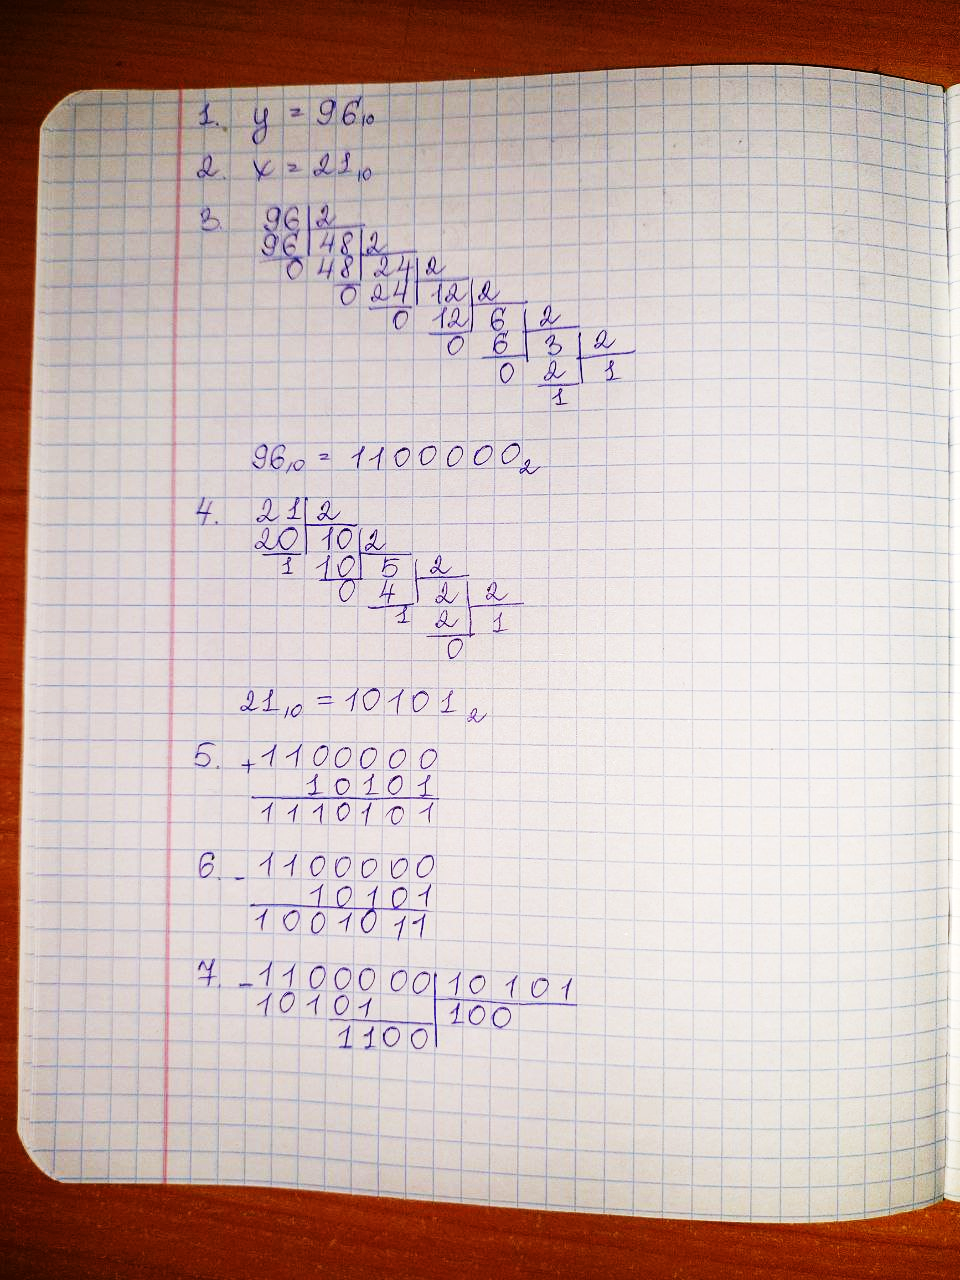 1. y = 96₁₀
2. x = 21₁₀
3. 96 2
96 48 2
0 48 24 2
0 24 12 2
0 12 6 2
0 6 3 2
0 2 1
1
96₁₀ = 1100000₂
4. 21 2
20 10 2
1 10 5 2
0 4 2 2
1 2 1
0
21₁₀ = 10101₂
5. + 1100000
10101
1110101
6. - 1100000
10101
1001011
7. - 1100000 10101
10101 100
1100